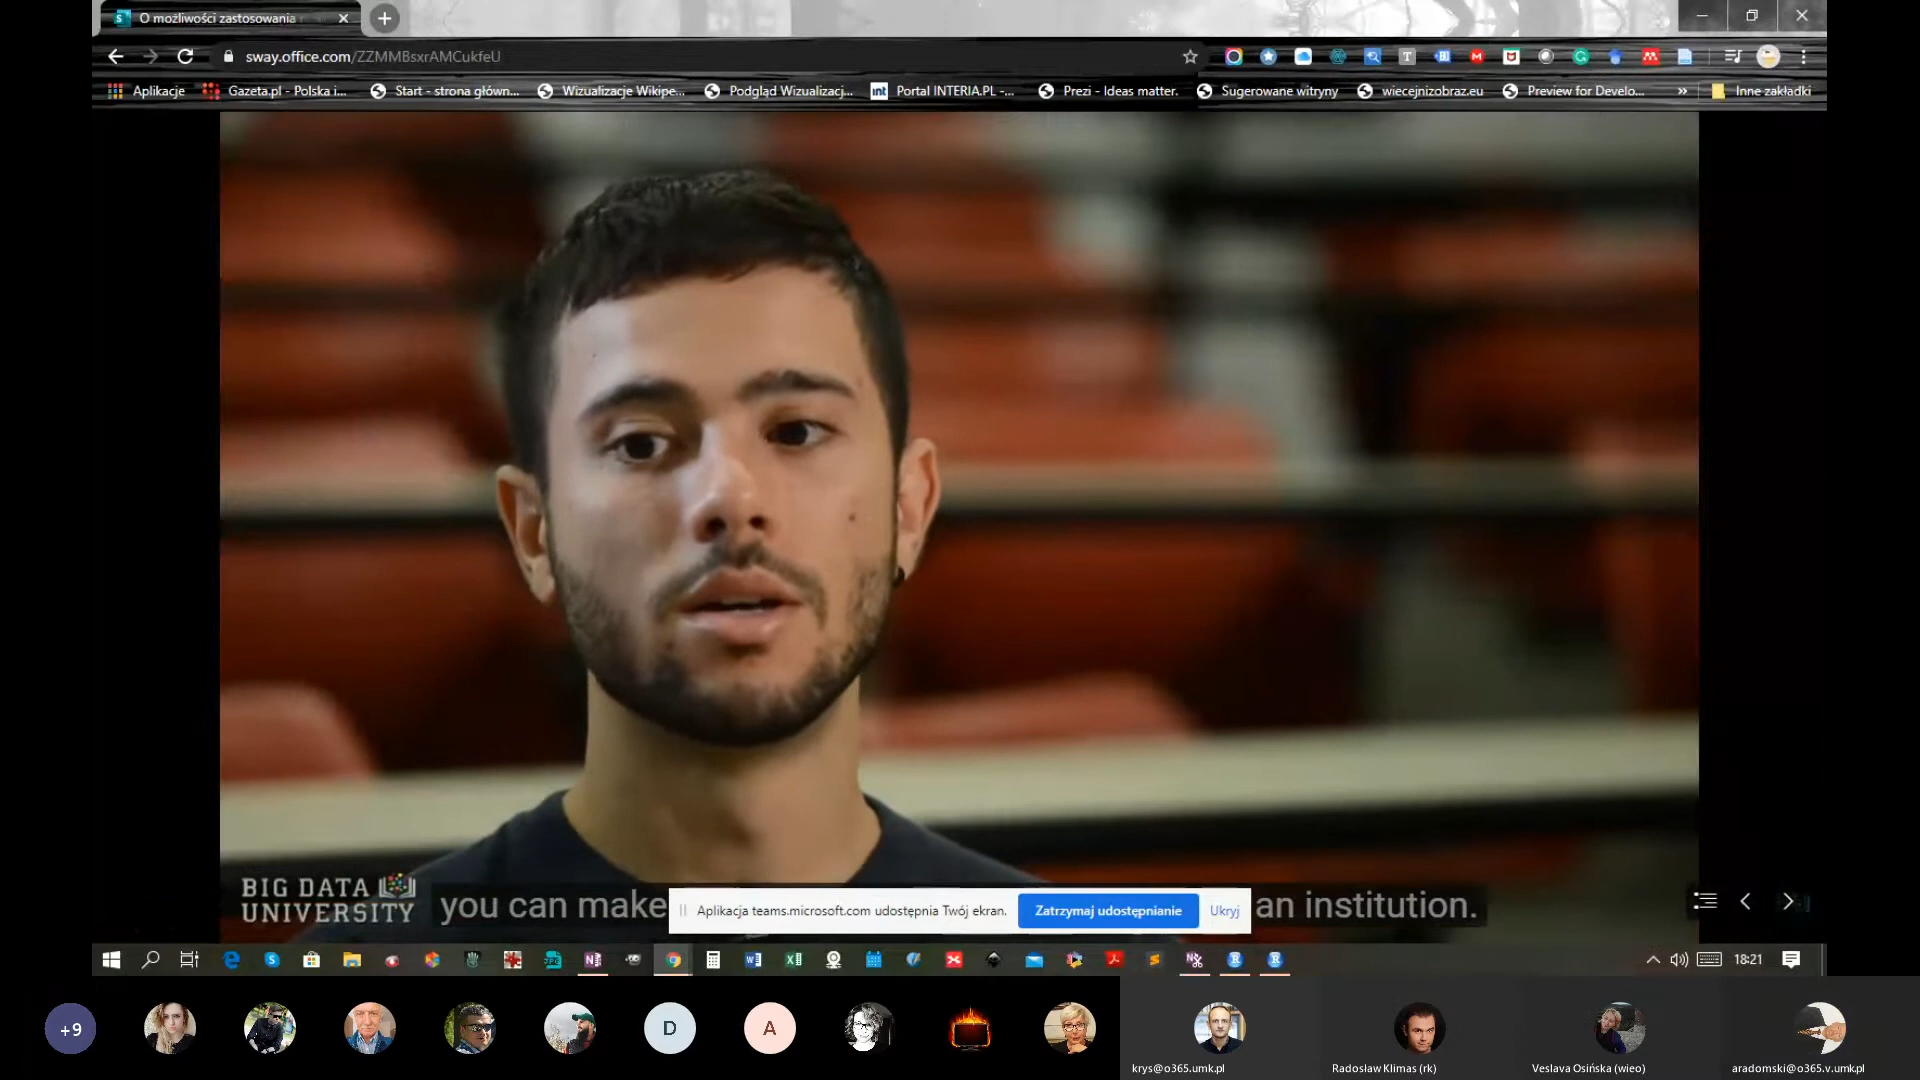 O możliwości zastosowania
sway.office.com/ZZMMBsxrAMCukfeU
Aplikacje
Gazeta.pl - Polska i...
Start - strona główn...
Wizualizacje Wikipe...
Podgląd Wizualizacj...
Portal INTERIA.PL -...
Prezi - Ideas matter.
Sugerowane witryny
wiecejnizobraz.eu
Preview for Develo...
Inne zakładki
BIG DATA
UNIVERSITY
you can make
an institution.
Aplikacja teams.microsoft.com udostępnia Twój ekran.
Zatrzymaj udostępnianie
Ukryj
18:21
+9
D
A
krys@o365.umk.pl
Radosław Klimas (rk)
Veslava Osińska (wieo)
aradomski@o365.v.umk.pl